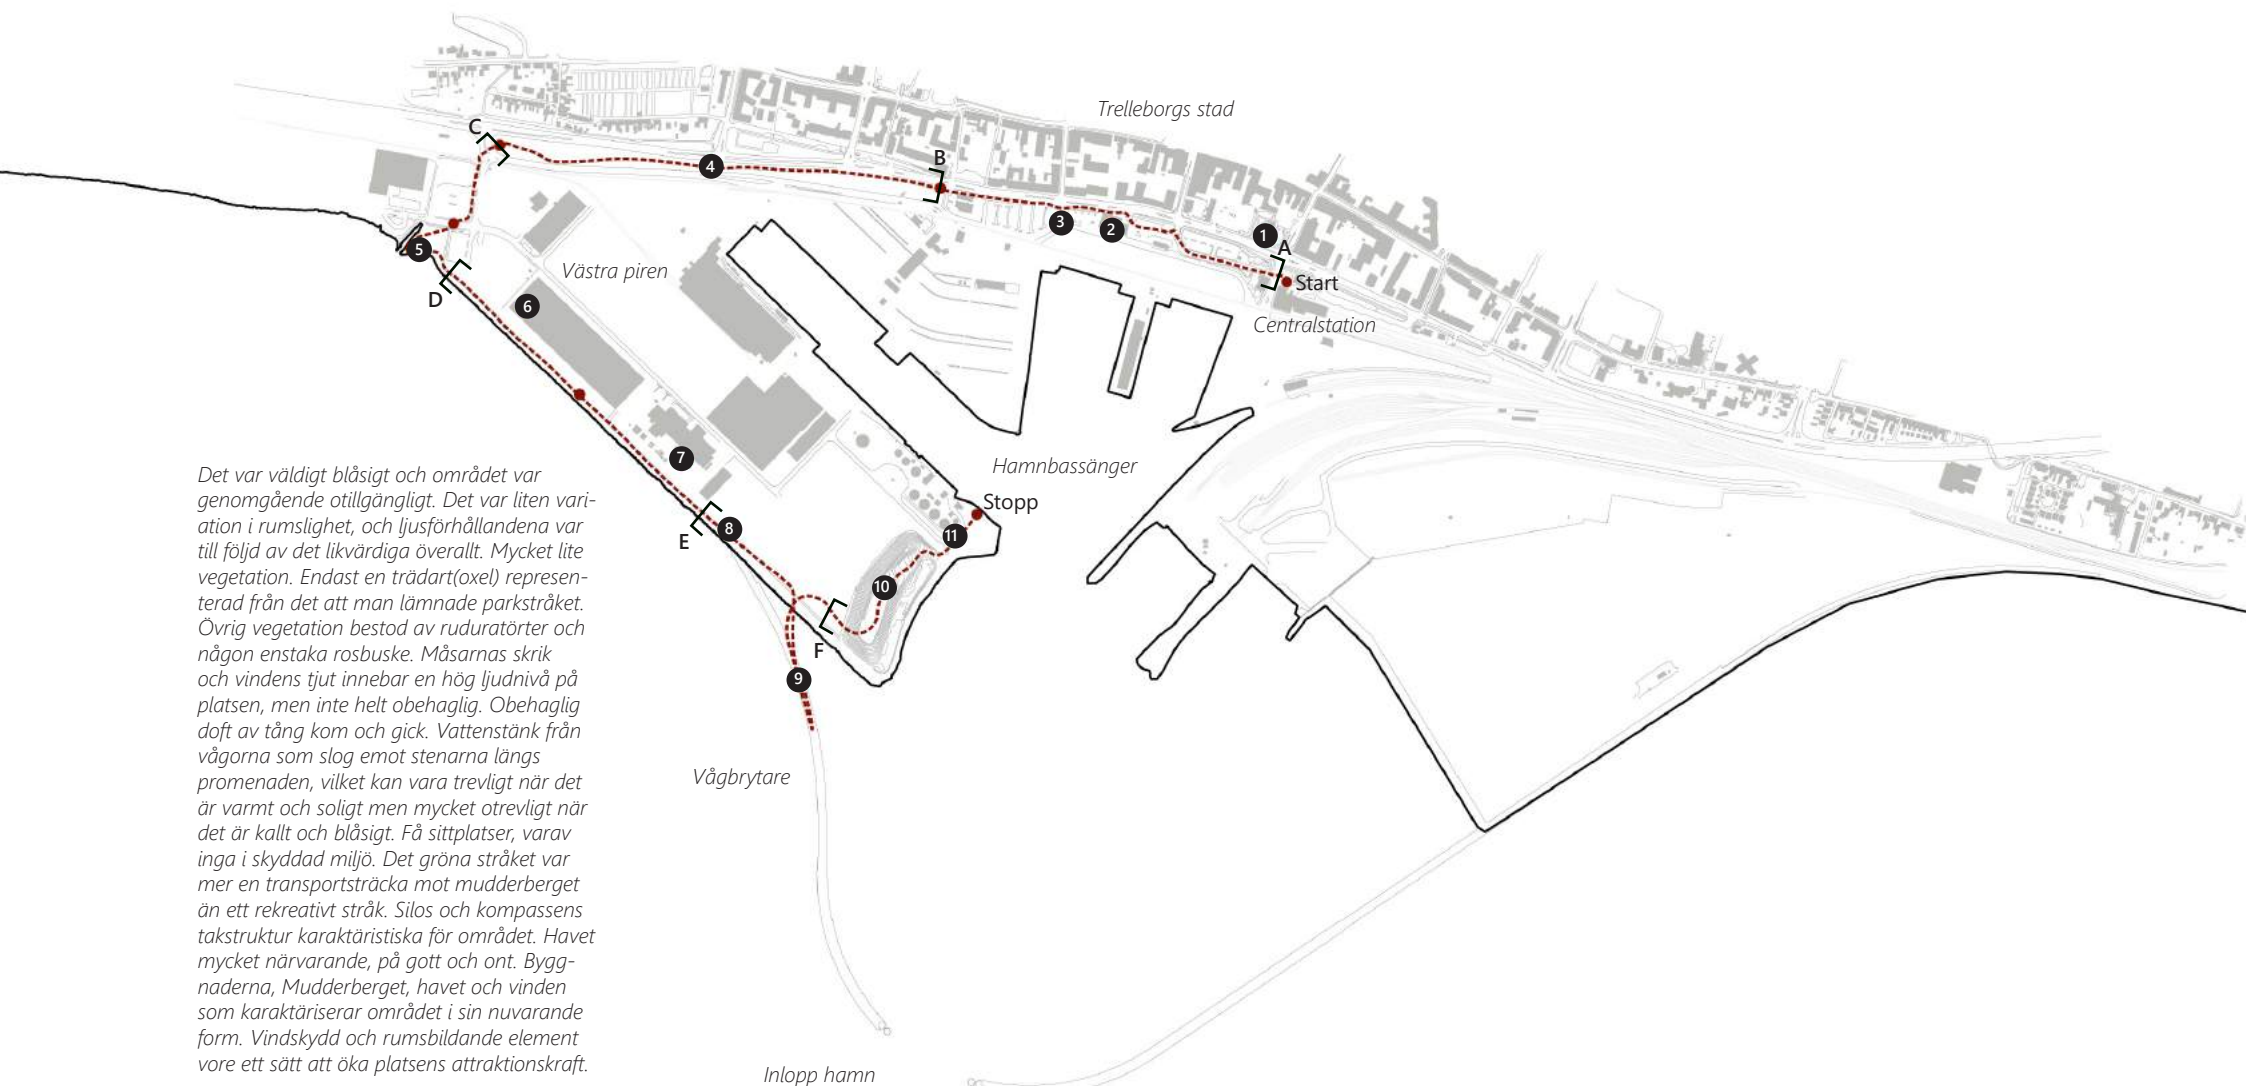 Trelleborgs stad
C
B
4
3
2
1
A
Start
5
D
Västra piren
6
Centralstation
7
Hamnbassänger
Stopp
8
E
11
10
F
9
Vågbrytare
Inlopp hamn
Det var väldigt blåsigt och området var
genomgående otillgängligt. Det var liten vari-
ation i rumslighet, och ljusförhållandena var
till följd av det likvärdiga överallt. Mycket lite
vegetation. Endast en trädart(oxel) represen-
terad från det att man lämnade parkstråket.
Övrig vegetation bestod av ruduratörter och
någon enstaka rosbuske. Måsarnas skrik
och vindens tjut innebar en hög ljudnivå på
platsen, men inte helt obehaglig. Obehaglig
doft av tång kom och gick. Vattenstänk från
vågorna som slog emot stenarna längs
promenaden, vilket kan vara trevligt när det
är varmt och soligt men mycket otrevligt när
det är kallt och blåsigt. Få sittplatser, varav
inga i skyddad miljö. Det gröna stråket var
mer en transportsträcka mot mudderberget
än ett rekreativt stråk. Silos och kompassens
takstruktur karaktäristiska för området. Havet
mycket närvarande, på gott och ont. Bygg-
naderna, Mudderberget, havet och vinden
som karaktäriserar området i sin nuvarande
form. Vindskydd och rumsbildande element
vore ett sätt att öka platsens attraktionskraft.